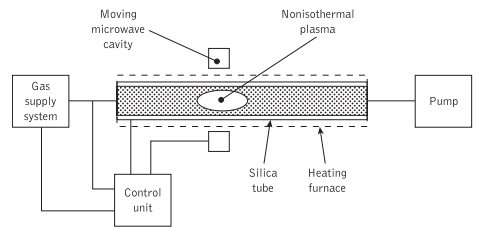 Moving
microwave
cavity
Nonisothermal
plasma
Gas
supply
system
Pump
Control
unit
Silica
tube
Heating
furnace